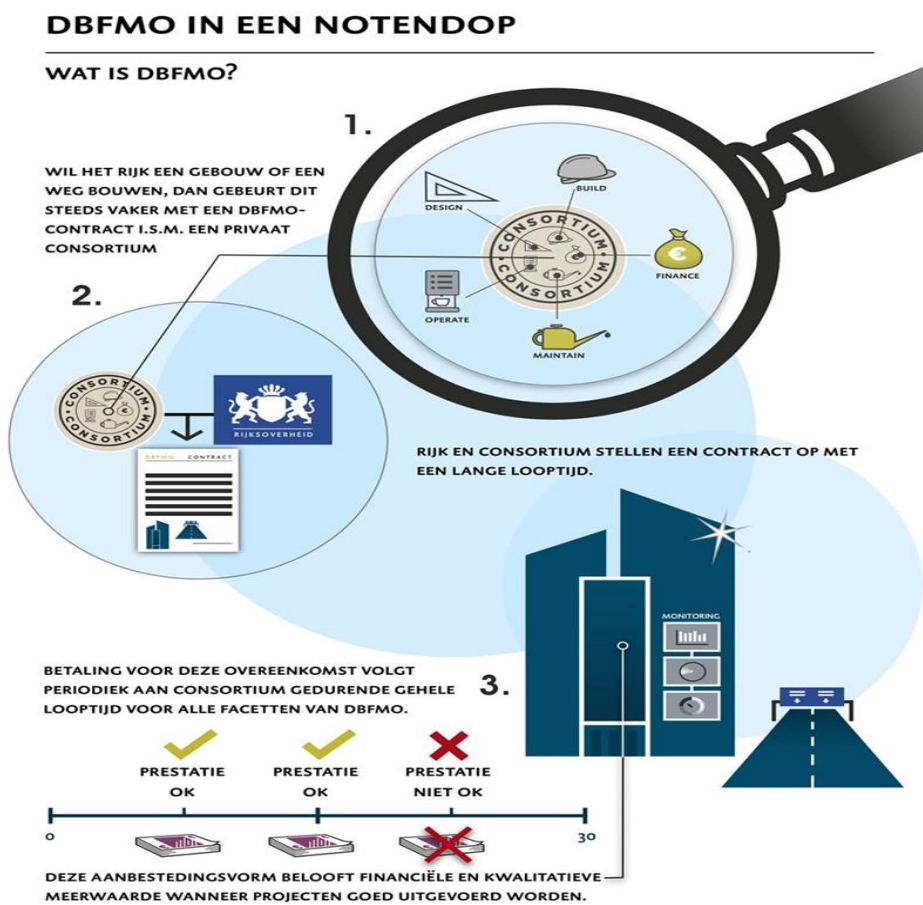 DBFMO IN EEN NOTENDOP
WAT IS DBFMO?
1.
WIL HET RIJK EEN GEBOUW OF EEN
WEG BOUWEN, DAN GEBEURT DIT
STEEDS VAKER MET EEN DBFMO-
CONTRACT I.S.M. EEN PRIVAAT
CONSORTIUM
DESIGN
BUILD
CONSORTIUM
CONSORTIUM
€
FINANCE
OPERATE
MAINTAIN
2.
CONSORTIUM
CONSORTIUM
RIJKSOVERHEID
DBFMO CONTRACT
RIJK EN CONSORTIUM STELLEN EEN CONTRACT OP MET
EEN LANGE LOOPTIJD.
MONITORING
BETALING VOOR DEZE OVEREENKOMST VOLGT
PERIODIEK AAN CONSORTIUM GEDURENDE GEHELE
LOOPTIJD VOOR ALLE FACETTEN VAN DBFMO.
3.
PRESTATIE
OK
PRESTATIE
OK
PRESTATIE
NIET OK
0
30
DEZE AANBESTEDINGSVORM BELOOFT FINANCIËLE EN KWALITATIEVE
MEERWAARDE WANNEER PROJECTEN GOED UITGEVOERD WORDEN.